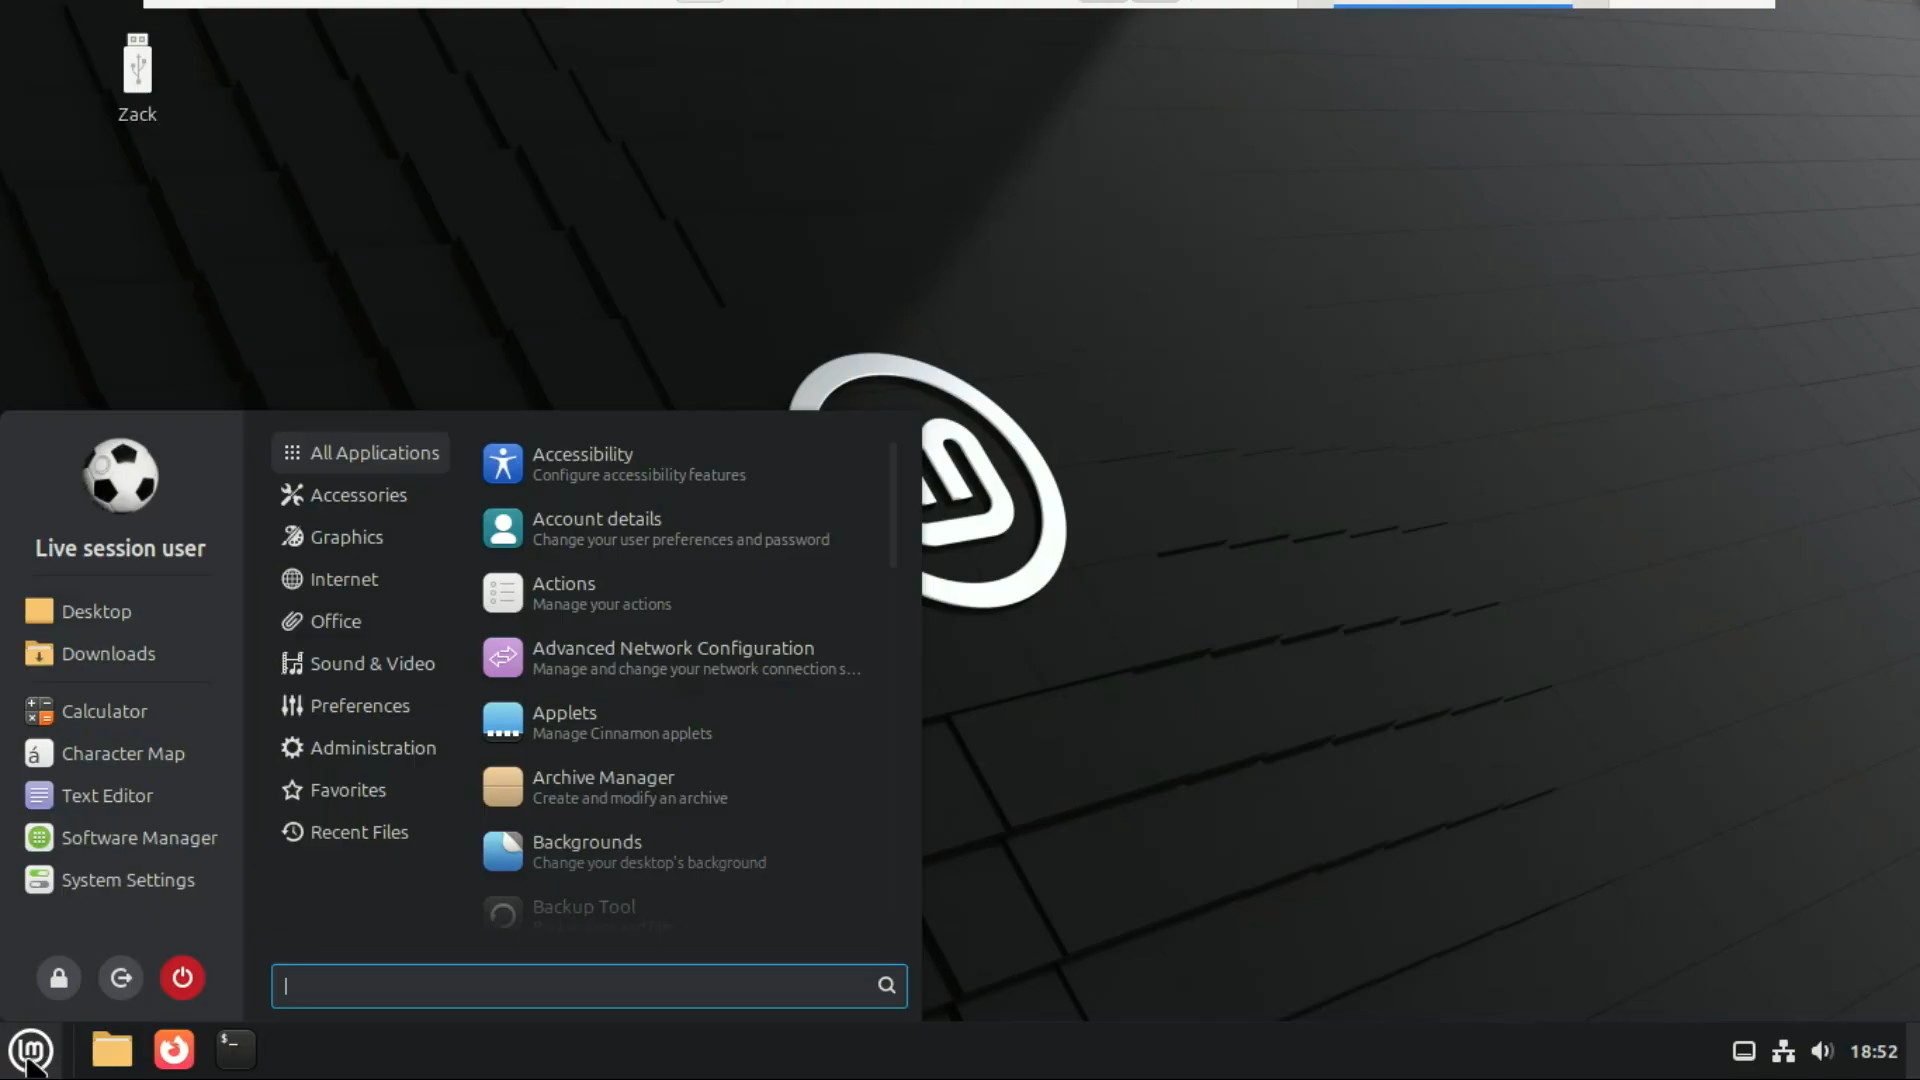 Zack
Live session user
Desktop
Downloads
Calculator
Character Map
Text Editor
Software Manager
System Settings
All Applications
Accessories
Graphics
Internet
Office
Sound & Video
Preferences
Administration
Favorites
Recent Files
Accessibility
Configure accessibility features
Account details
Change your user preferences and password
Actions
Manage your actions
Advanced Network Configuration
Manage and change your network connection s...
Applets
Manage Cinnamon applets
Archive Manager
Create and modify an archive
Backgrounds
Change your desktop's background
Backup Tool
18:52